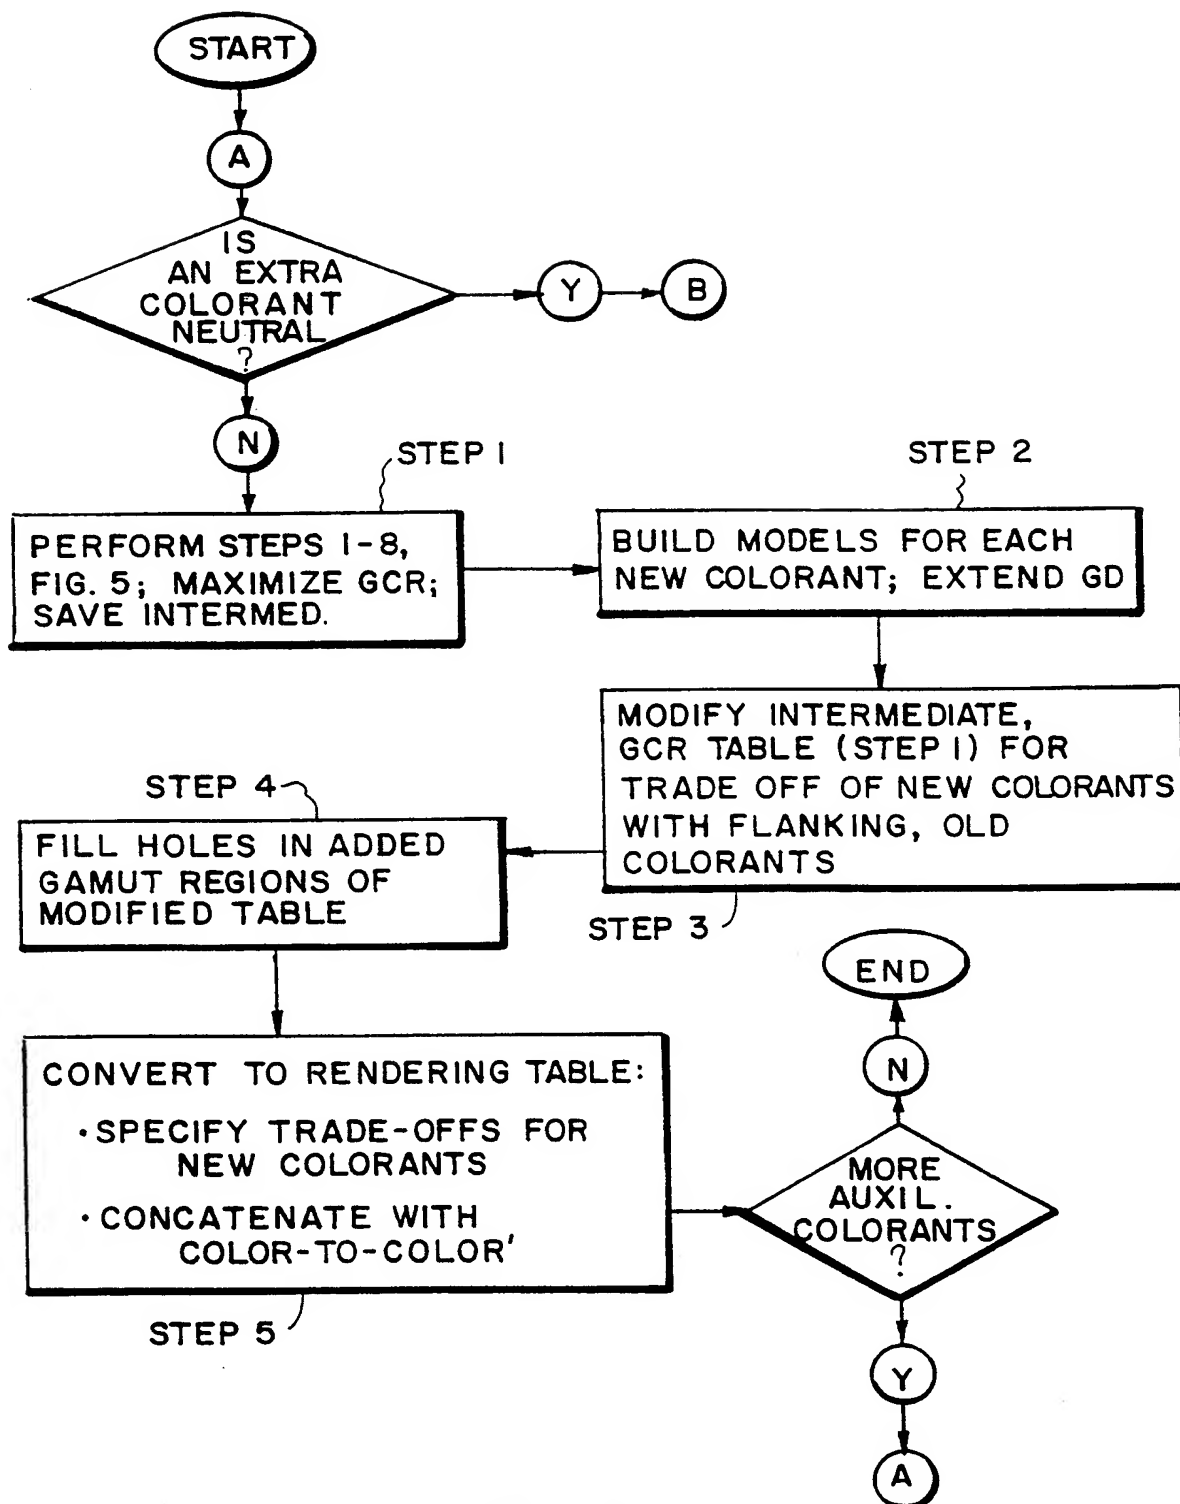 START
A
IS
AN EXTRA
COLORANT
NEUTRAL
?
Y
B
N
STEP 1
PERFORM STEPS 1-8,
FIG. 5; MAXIMIZE GCR;
SAVE INTERMED.
STEP 2
BUILD MODELS FOR EACH
NEW COLORANT; EXTEND GD
MODIFY INTERMEDIATE,
GCR TABLE (STEP 1) FOR
TRADE OFF OF NEW COLORANTS
WITH FLANKING, OLD
COLORANTS
STEP 3
STEP 4
FILL HOLES IN ADDED
GAMUT REGIONS OF
MODIFIED TABLE
CONVERT TO RENDERING TABLE:
•SPECIFY TRADE-OFFS FOR
NEW COLORANTS
•CONCATENATE WITH
COLOR-TO-COLOR'
STEP 5
END
N
MORE
AUXIL.
COLORANTS
?
Y
A